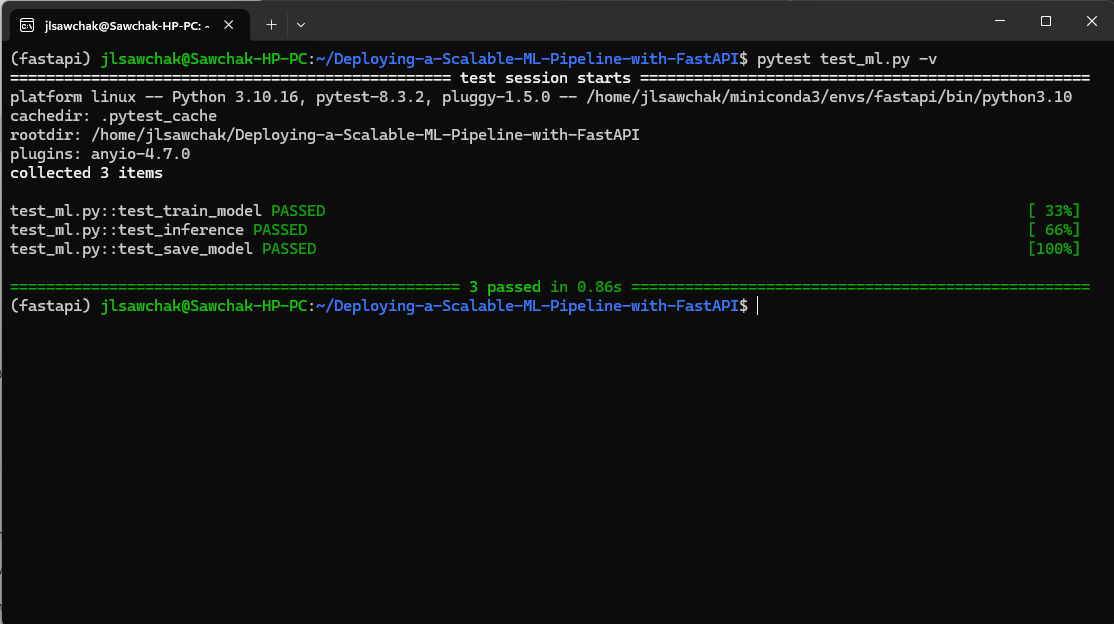 jlsawchak@Sawchak-HP-PC: ~
(fastapi) jlsawchak@Sawchak-HP-PC:~/Deploying-a-Scalable-ML-Pipeline-with-FastAPI$ pytest test_ml.py -v
================================================= test session starts ==================================================
platform linux -- Python 3.10.16, pytest-8.3.2, pluggy-1.5.0 -- /home/jlsawchak/miniconda3/envs/fastapi/bin/python3.10
cachedir: .pytest_cache
rootdir: /home/jlsawchak/Deploying-a-Scalable-ML-Pipeline-with-FastAPI
plugins: anyio-4.7.0
collected 3 items
test_ml.py::test_train_model PASSED [ 33%]
test_ml.py::test_inference PASSED [ 66%]
test_ml.py::test_save_model PASSED [100%]
================================================== 3 passed in 0.86s ===================================================
(fastapi) jlsawchak@Sawchak-HP-PC:~/Deploying-a-Scalable-ML-Pipeline-with-FastAPI$